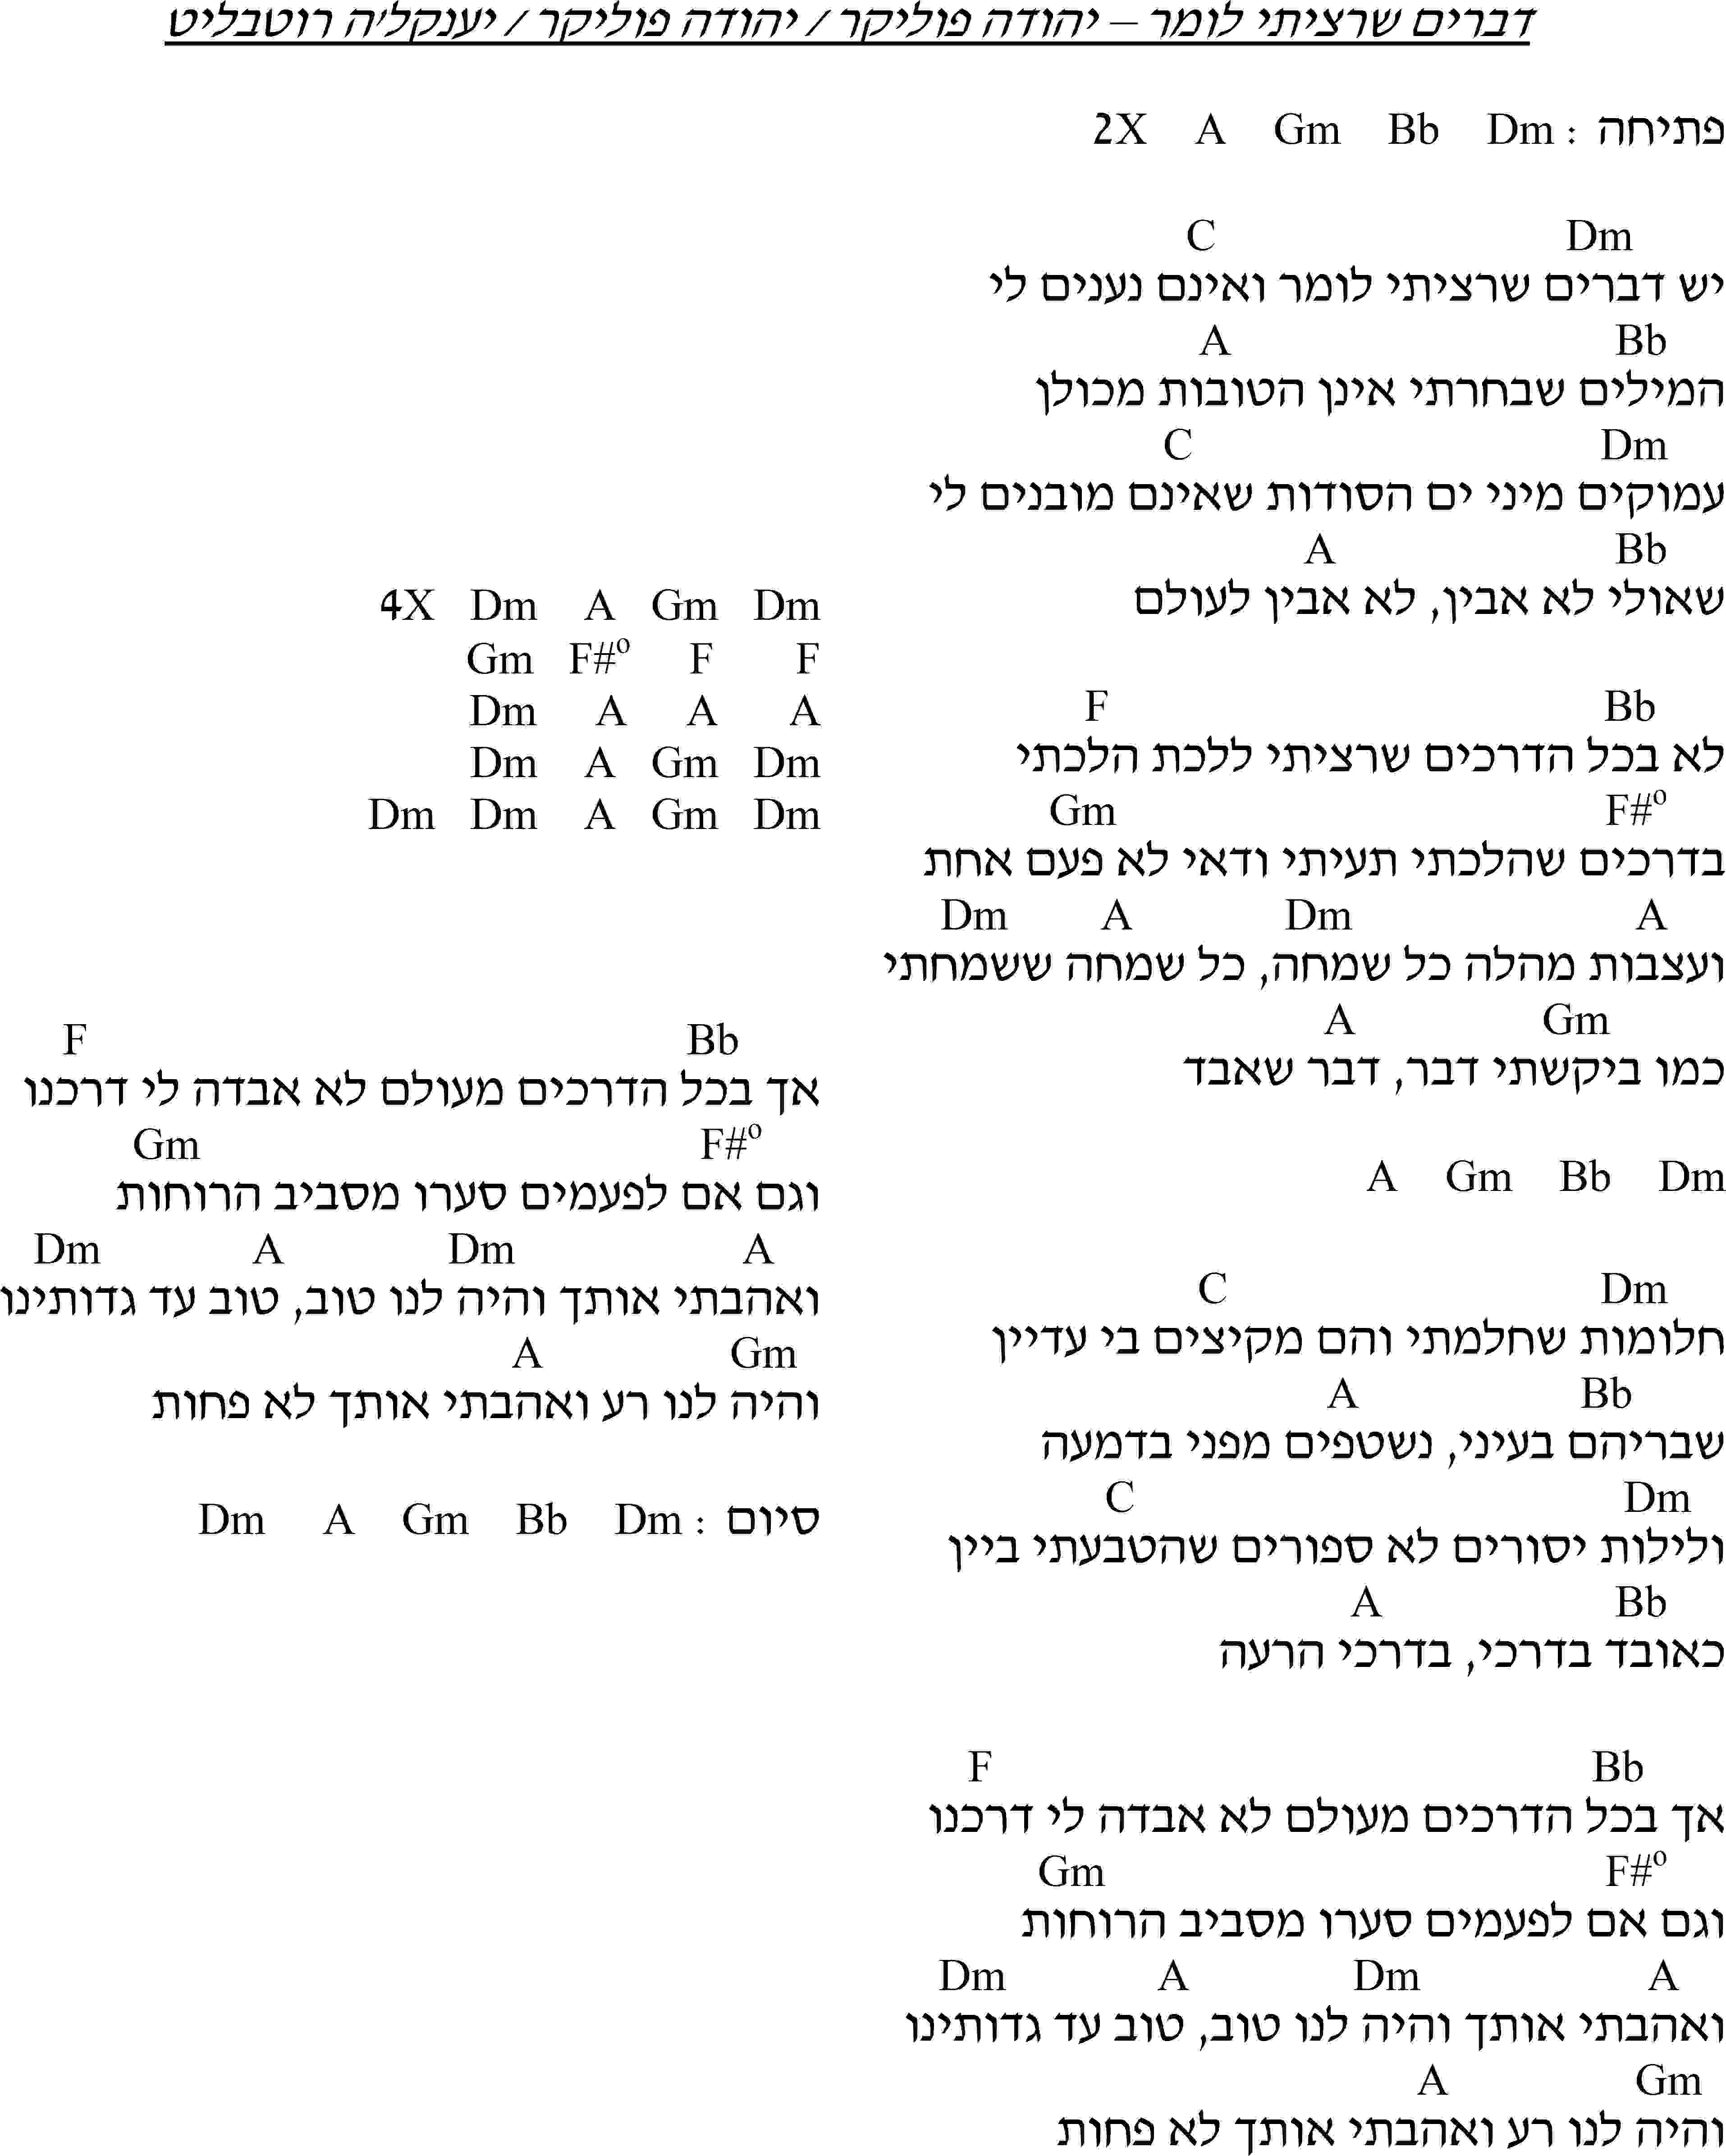 דברים שרציתי לומר – יהודה פוליקר / יהודה פוליקר / יענקל'ה רוטבליט
פתיחה : Dm Bb Gm A 2X
Dm C
יש דברים שרציתי לומר ואינם נענים לי
Bb A
המילים שבחרתי אינן הטובות מכולן
Dm C
עמוקים מיני ים הסודות שאינם מובנים לי
Bb A
שאולי לא אבין, לא אבין לעולם
Bb F
לא בכל הדרכים שרציתי ללכת הלכתי
F#º Gm
בדרכים שהלכתי תעיתי ודאי לא פעם אחת
A Dm A Dm
ועצבות מהלה כל שמחה, כל שמחה ששמחתי
Gm A
כמו ביקשתי דבר, דבר שאבד
Dm Bb Gm A
Dm C
חלומות שחלמתי והם מקיצים בי עדיין
Bb A
שבריהם בעיני, נשטפים מפני בדמעה
Dm C
ולילות יסורים לא ספורים שהטבעתי ביין
Bb A
כאובד בדרכי, בדרכי הרעה
Bb F
אך בכל הדרכים מעולם לא אבדה לי דרכנו
F#º Gm
וגם אם לפעמים סערו מסביב הרוחות
A Dm A Dm
ואהבתי אותך והיה לנו טוב, טוב עד גדותינו
Gm A
והיה לנו רע ואהבתי אותך לא פחות
Dm Gm A Dm 4X
F F F#º Gm
A A A Dm
Dm Gm A Dm
Dm Gm A Dm Dm
Bb F
אך בכל הדרכים מעולם לא אבדה לי דרכנו
F#º Gm
וגם אם לפעמים סערו מסביב הרוחות
A Dm A Dm
ואהבתי אותך והיה לנו טוב, טוב עד גדותינו
Gm A
והיה לנו רע ואהבתי אותך לא פחות
סיום : Dm Bb Gm A Dm